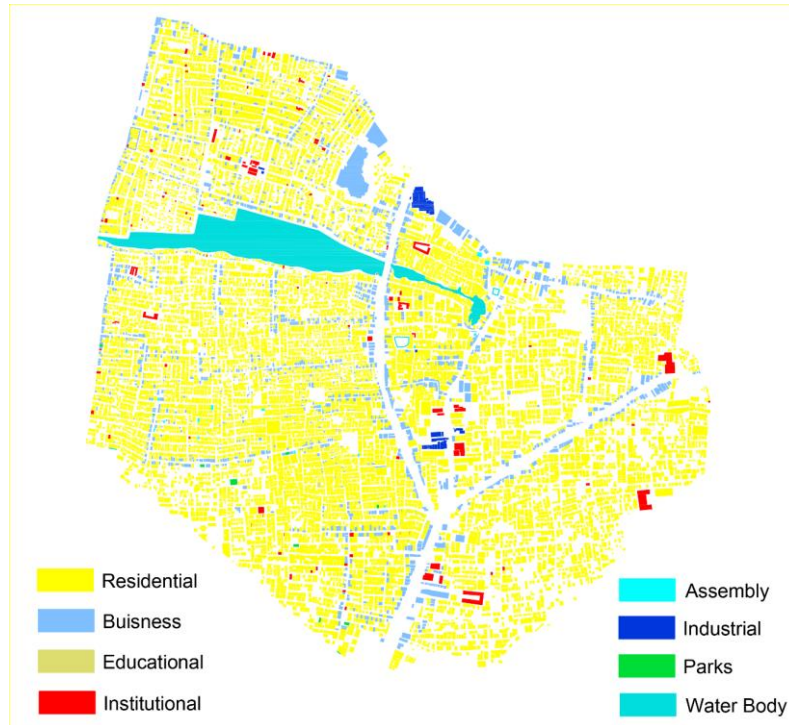 Residential
Buisness
Educational
Institutional
Assembly
Industrial
Parks
Water Body